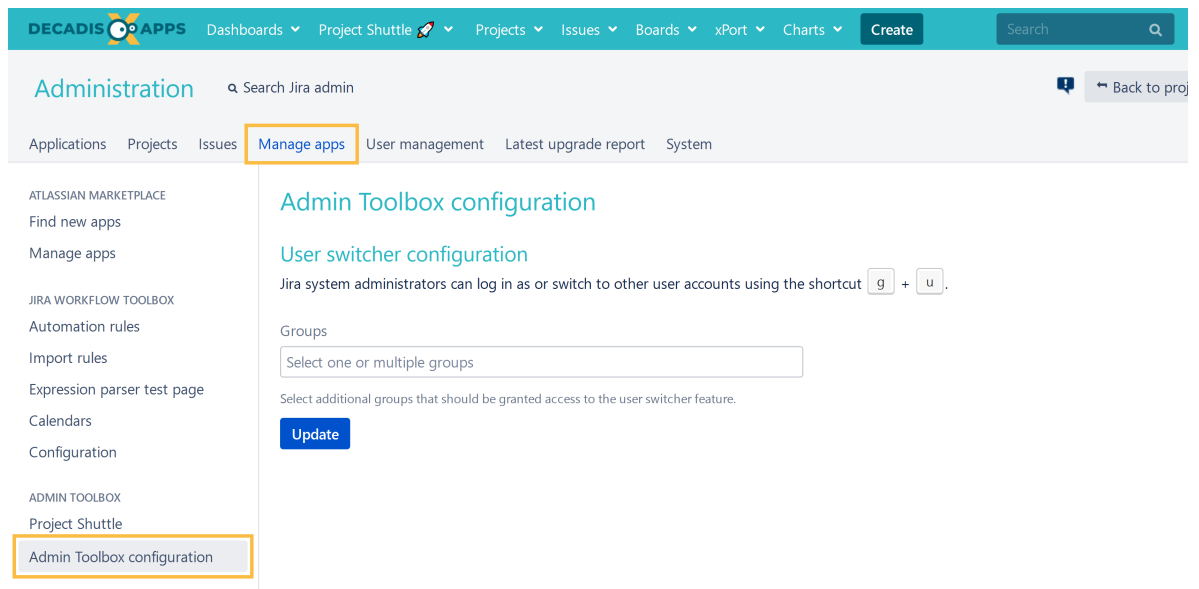 DECADIS APPS Dashboards Project Shuttle 🚀 Projects Issues Boards xPort Charts Create Search
Administration Search Jira admin Back to proj
Applications Projects Issues Manage apps User management Latest upgrade report System
ATLASSIAN MARKETPLACE
Find new apps
Manage apps
JIRA WORKFLOW TOOLBOX
Automation rules
Import rules
Expression parser test page
Calendars
Configuration
ADMIN TOOLBOX
Project Shuttle
Admin Toolbox configuration
Admin Toolbox configuration
User switcher configuration
Jira system administrators can log in as or switch to other user accounts using the shortcut g + u .
Groups
Select one or multiple groups
Select additional groups that should be granted access to the user switcher feature.
Update